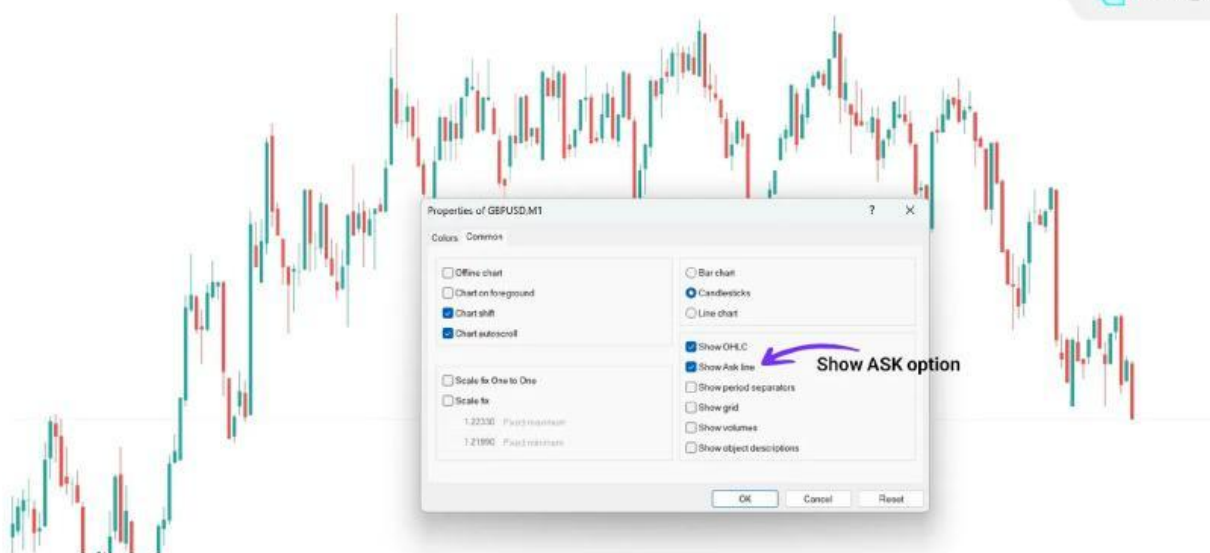 Properties of GBPUSD,M1
? ×
Colors Common
Offline chart
Chart on foreground
Chart shift
Chart autoscroll
Scale fix One to One
Scale fix
1.22330 Fixed maximum
1.21990 Fixed minimum
Bar chart
Candlesticks
Line chart
Show OHLC
Show Ask line
Show period separators
Show grid
Show volumes
Show object descriptions
Show ASK option
OK Cancel Reset